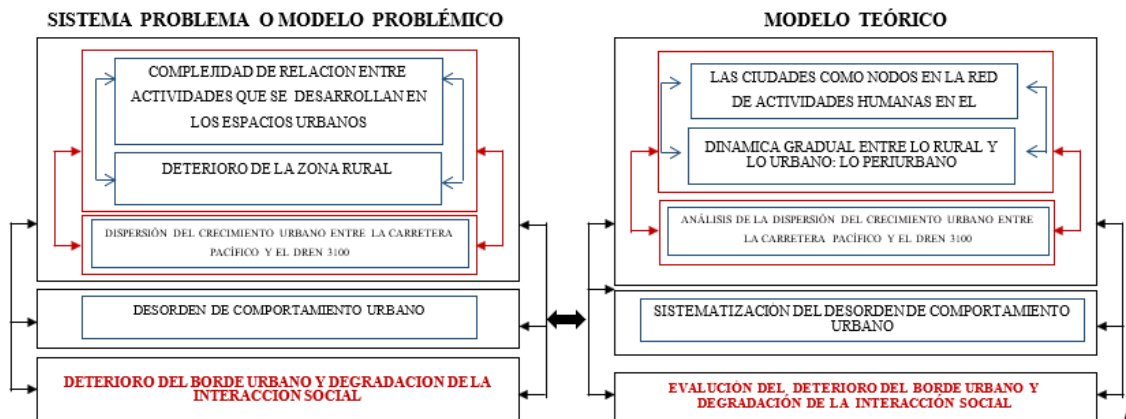 SISTEMA PROBLEMA O MODELO PROBLÉMICO
COMPLEJIDAD DE RELACION ENTRE
ACTIVIDADES QUE SE DESARROLLAN EN
LOS ESPACIOS URBANOS
DETERIORO DE LA ZONA RURAL
DISPERSIÓN DEL CRECIMIENTO URBANO ENTRE LA CARRETERA
PACÍFICO Y EL DREN 3100
DESORDEN DE COMPORTAMIENTO URBANO
DETERIORO DEL BORDE URBANO Y DEGRADACION DE LA
INTERACCIÓN SOCIAL
MODELO TEÓRICO
LAS CIUDADES COMO NODOS EN LA RED
DE ACTIVIDADES HUMANAS EN EL
DINAMICA GRADUAL ENTRE LO RURAL Y
LO URBANO: LO PERIURBANO
ANÁLISIS DE LA DISPERSIÓN DEL CRECIMIENTO URBANO ENTRE
LA CARRETERA PACÍFICO Y EL DREN 3100
SISTEMATIZACIÓN DEL DESORDEN DE COMPORTAMIENTO
URBANO
EVALUCIÓN DEL DETERIORO DEL BORDE URBANO Y
DEGRADACIÓN DE LA INTERACCIÓN SOCIAL